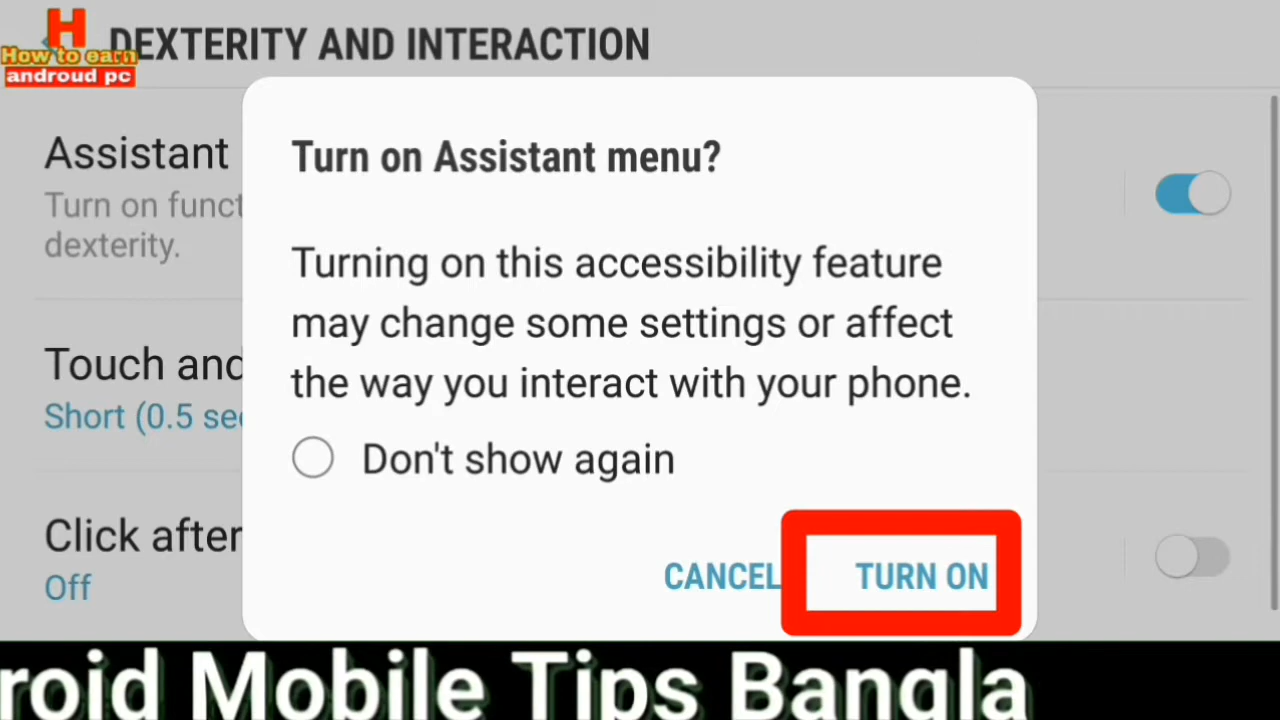 H
How to earn
androud pc
DEXTERITY AND INTERACTION
Assistant
Turn on funct
dexterity.
Touch and
Short (0.5 sec
Click after
Off
Turn on Assistant menu?
Turning on this accessibility feature
may change some settings or affect
the way you interact with your phone.
Don't show again
CANCEL TURN ON
roid Mobile Tips Bangla